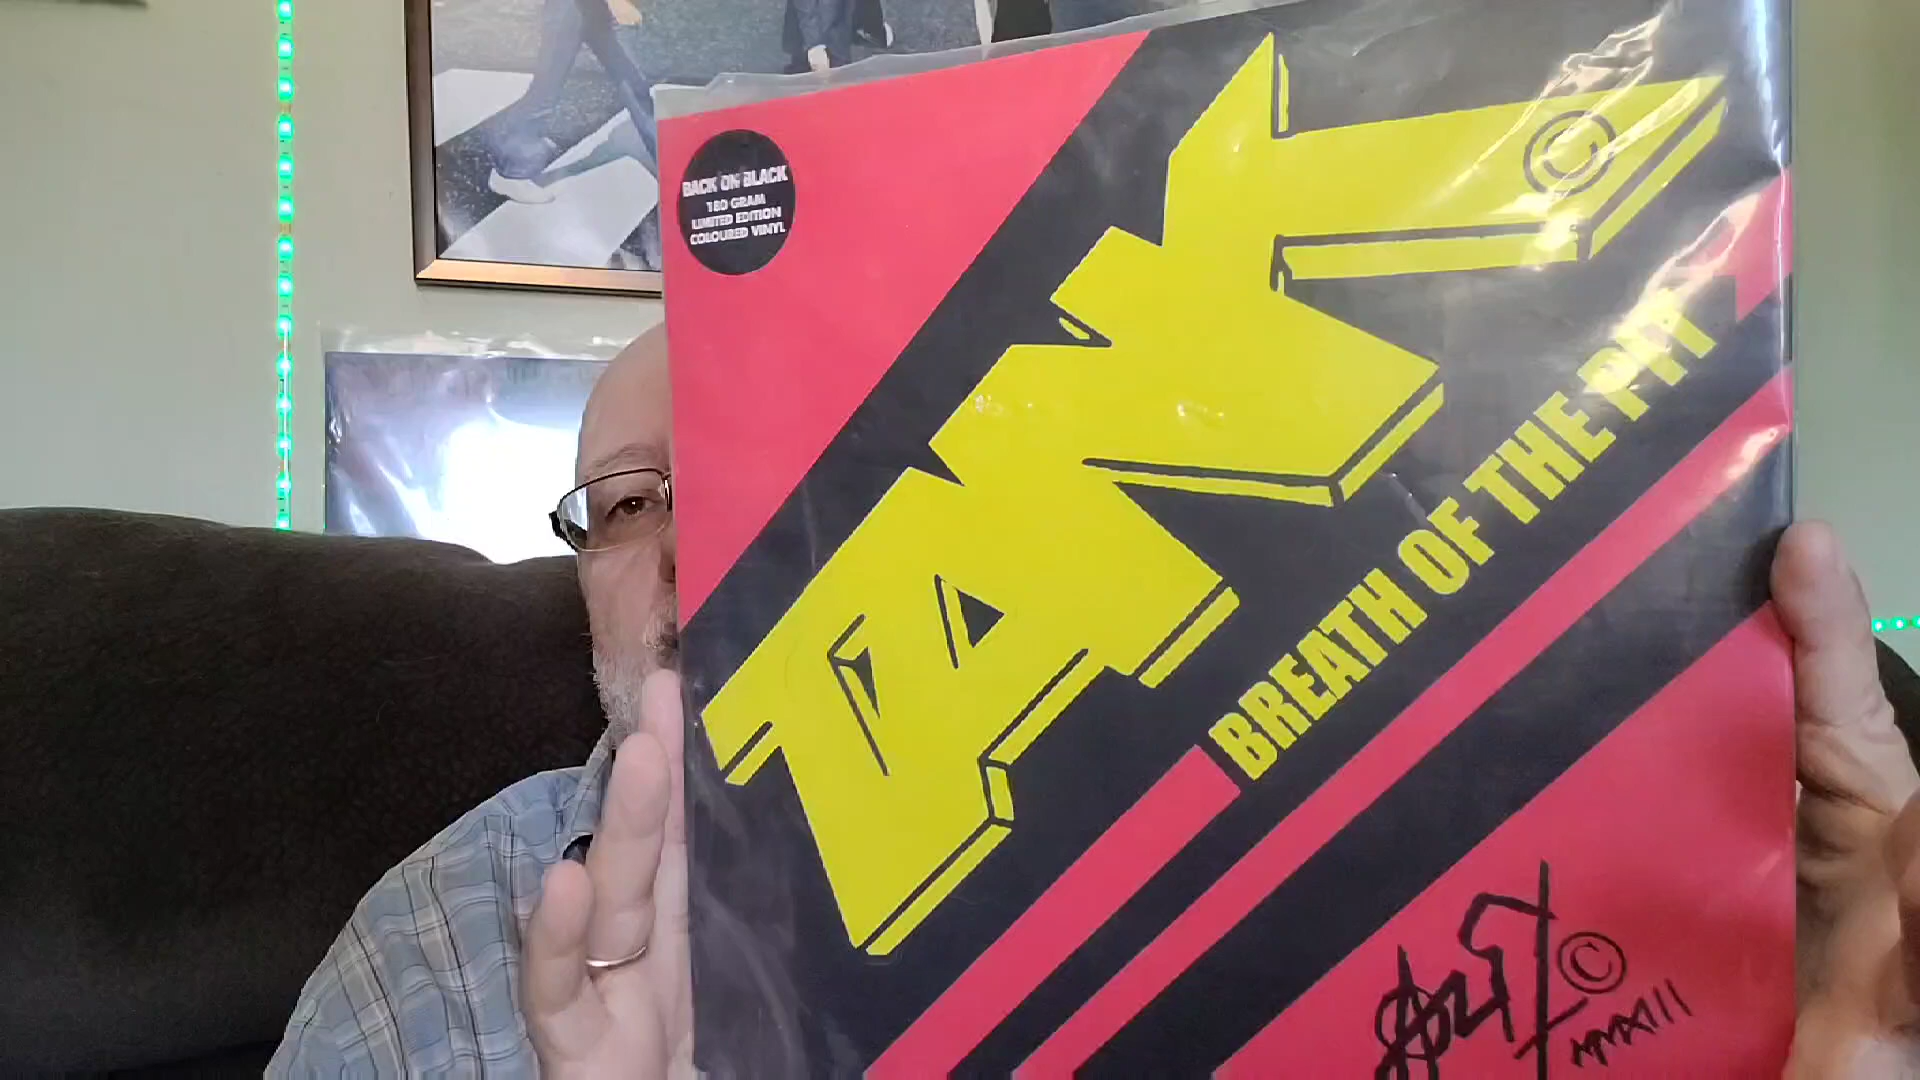 BACK ON BLACK
180 GRAM
LIMITED EDITION
COLOURED VINYL
TANK
©
BREATH OF THE PIT
©